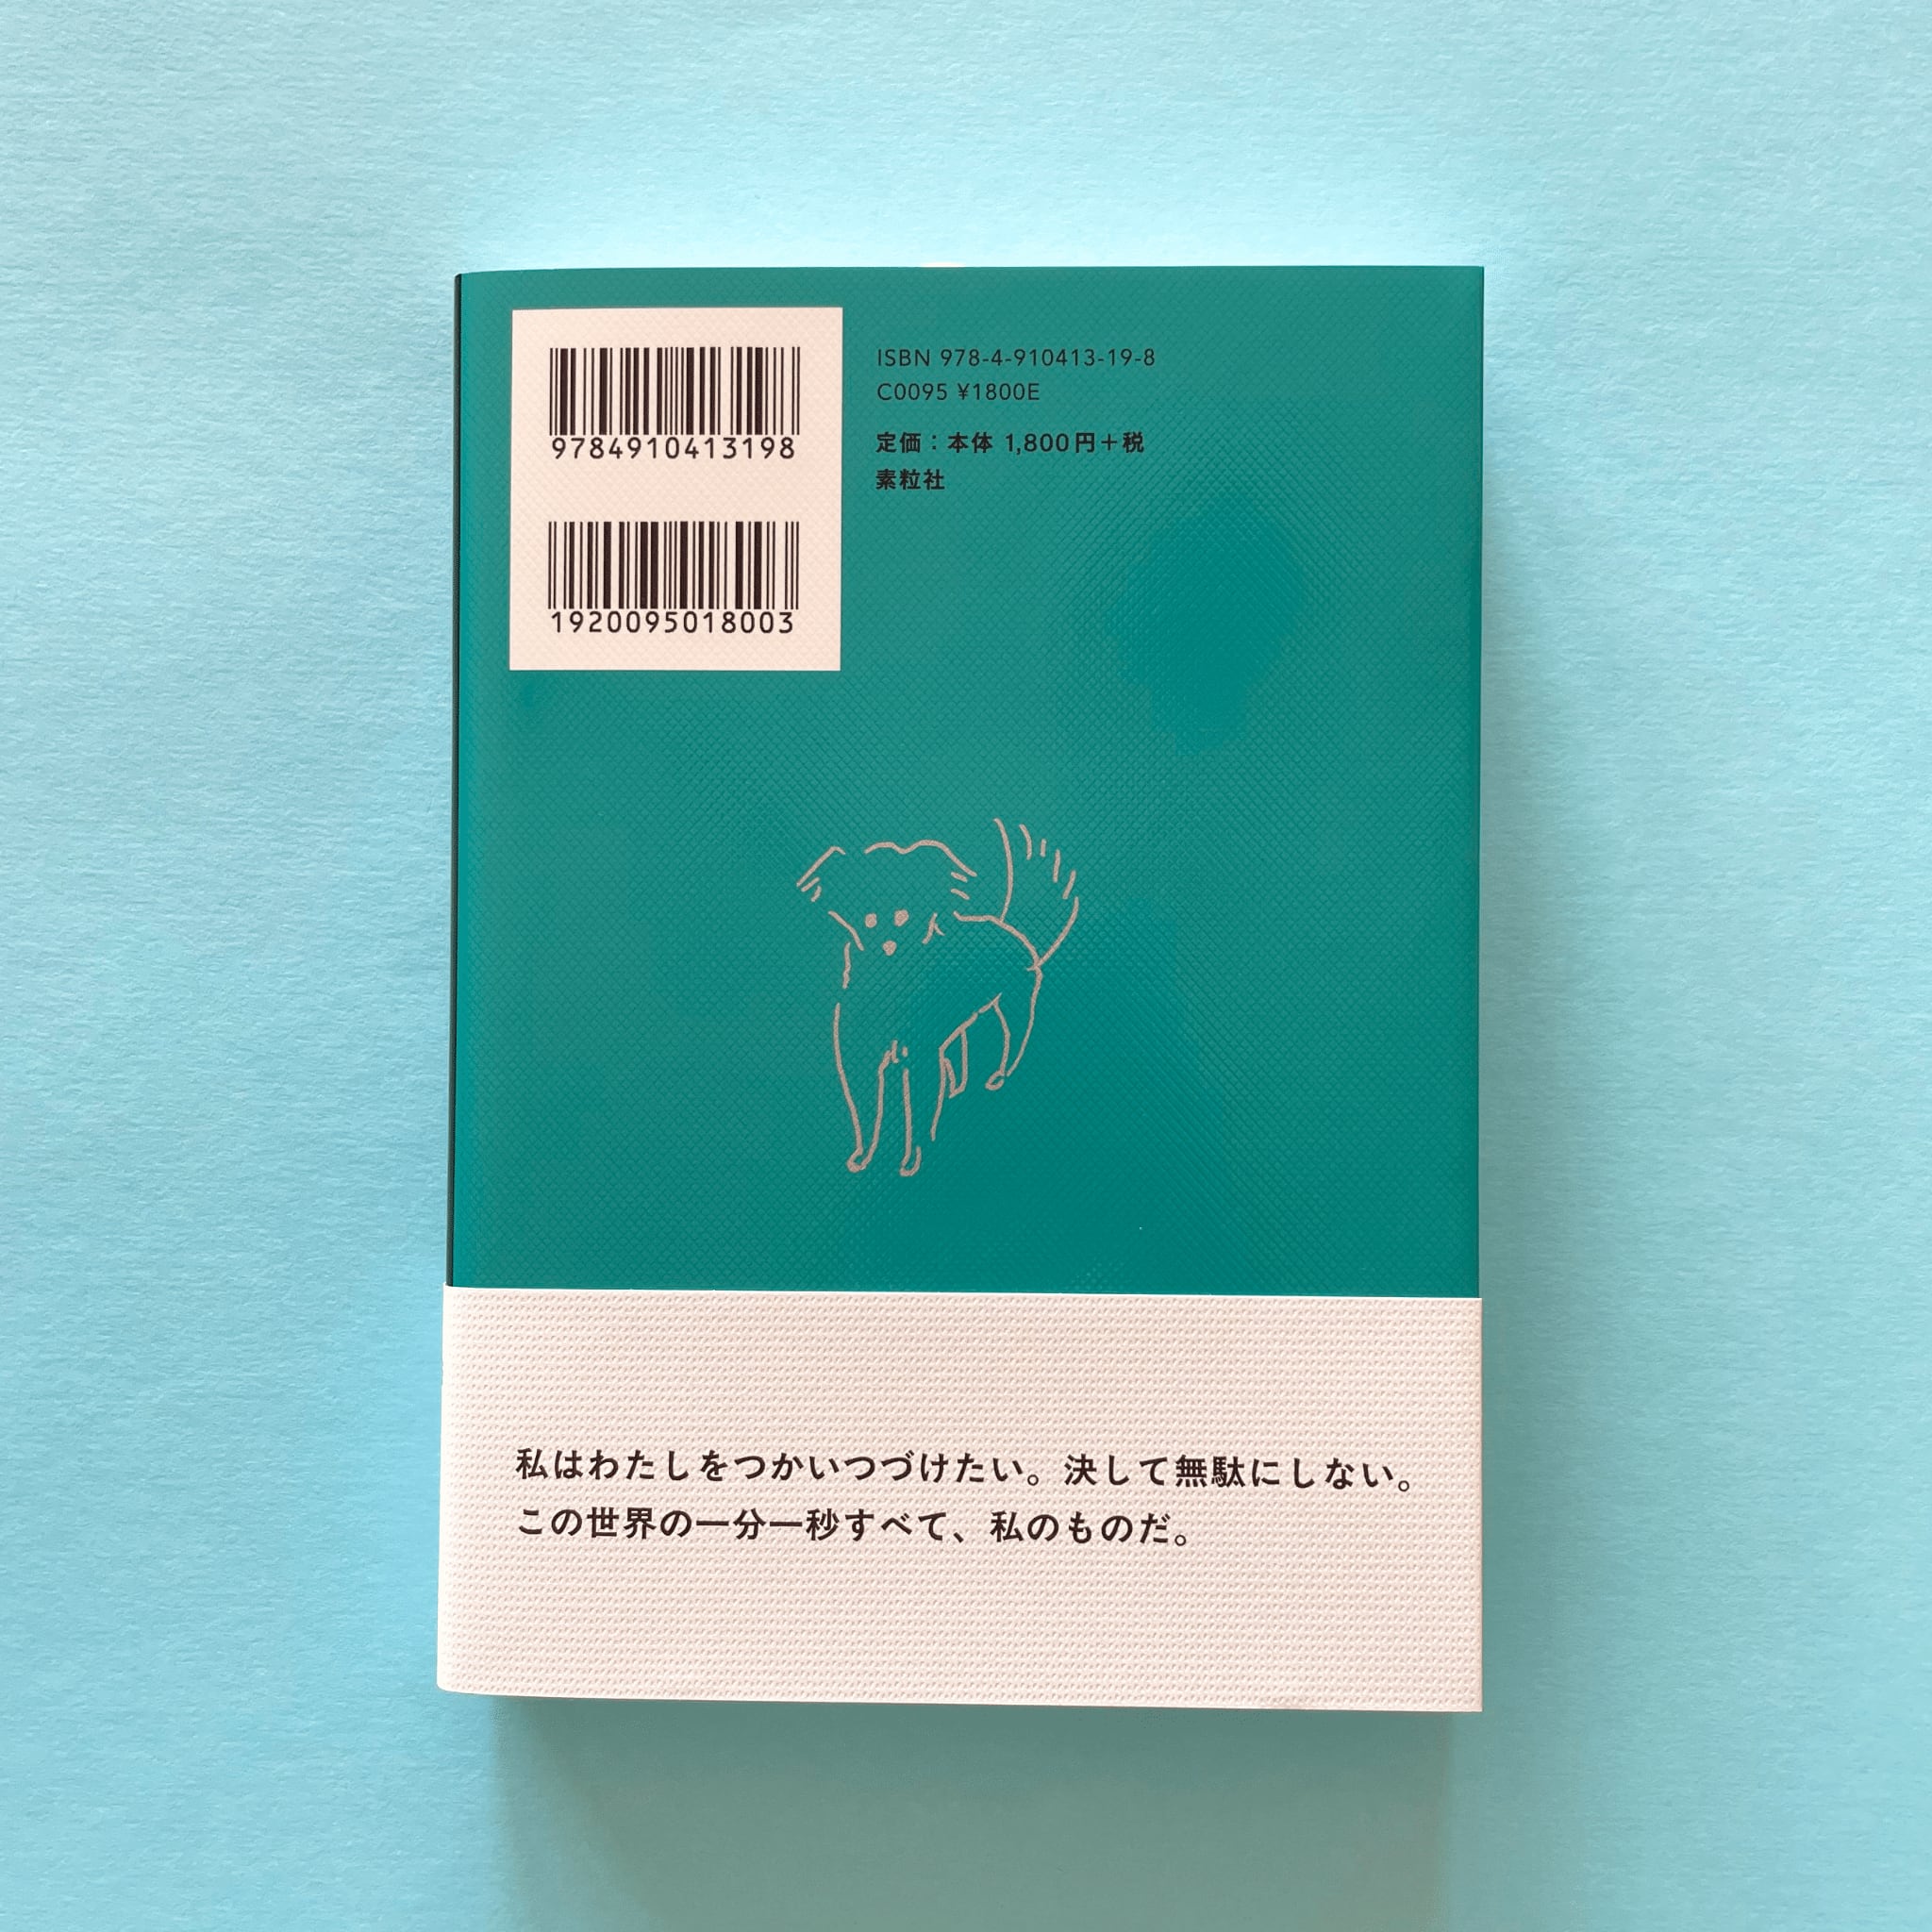 9784910413198
1920095018003
ISBN 978-4-910413-19-8
C0095 ¥1800E
定価：本体 1,800円＋税
素粒社
私はわたしをつかいつづけたい。決して無駄にしない。
この世界の一分一秒すべて、私のものだ。